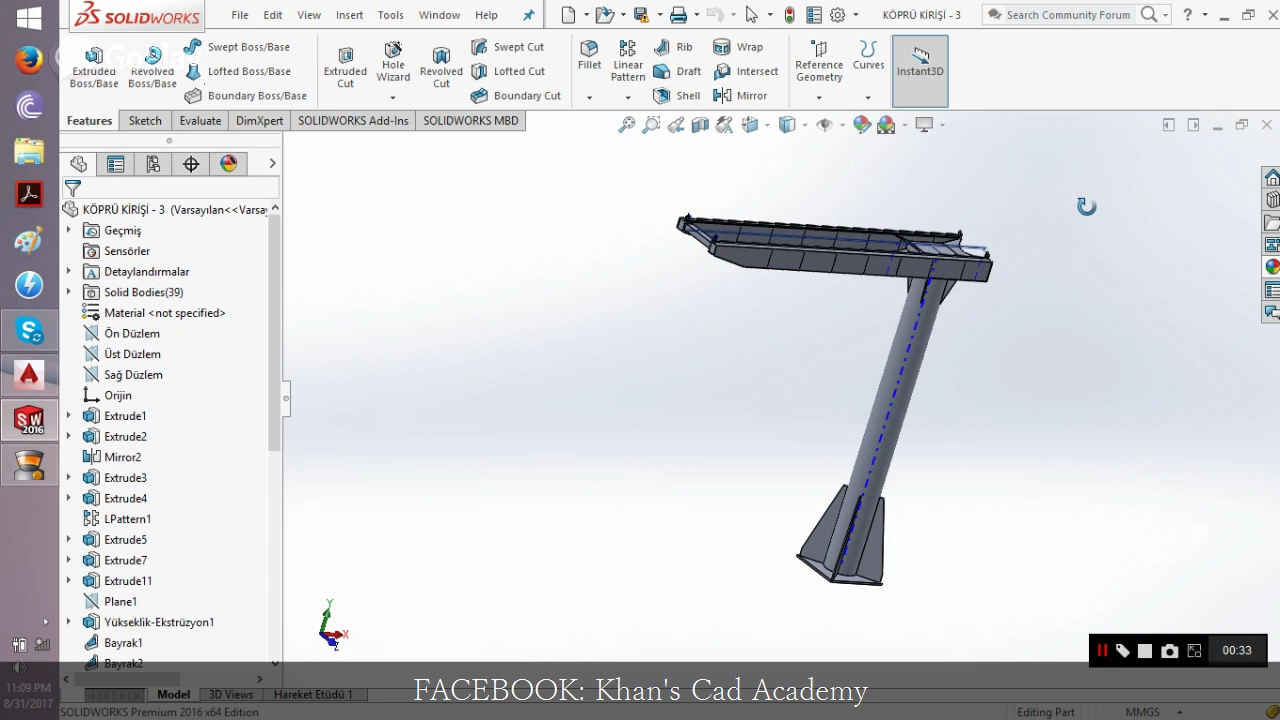 SOLIDWORKS
File Edit View Insert Tools Window Help
KÖPRÜ KİRİŞİ - 3
Search Community Forum
?
Extruded Boss/Base
Revolved Boss/Base
Swept Boss/Base
Lofted Boss/Base
Boundary Boss/Base
Extruded Cut
Hole Wizard
Revolved Cut
Swept Cut
Lofted Cut
Boundary Cut
Fillet
Linear Pattern
Rib
Draft
Shell
Wrap
Intersect
Mirror
Reference Geometry
Curves
Instant3D
Features Sketch Evaluate DimXpert SOLIDWORKS Add-Ins SOLIDWORKS MBD
KÖPRÜ KİRİŞİ - 3 (Varsayılan<<Varsa
Geçmiş
Sensörler
Detaylandırmalar
Solid Bodies(39)
Material <not specified>
Ön Düzlem
Üst Düzlem
Sağ Düzlem
Orijin
Extrude1
Extrude2
Mirror2
Extrude3
Extrude4
LPattern1
Extrude5
Extrude7
Extrude11
Plane1
Yükseklik-Ekstrüzyon1
Bayrak1
Bayrak2
SW
2016
Y
X
Z
00:33
Model 3D Views Hareket Etüdü 1
FACEBOOK: Khan's Cad Academy
11:09 PM
8/31/2017
SOLIDWORKS Premium 2016 x64 Edition
Editing Part
MMGS